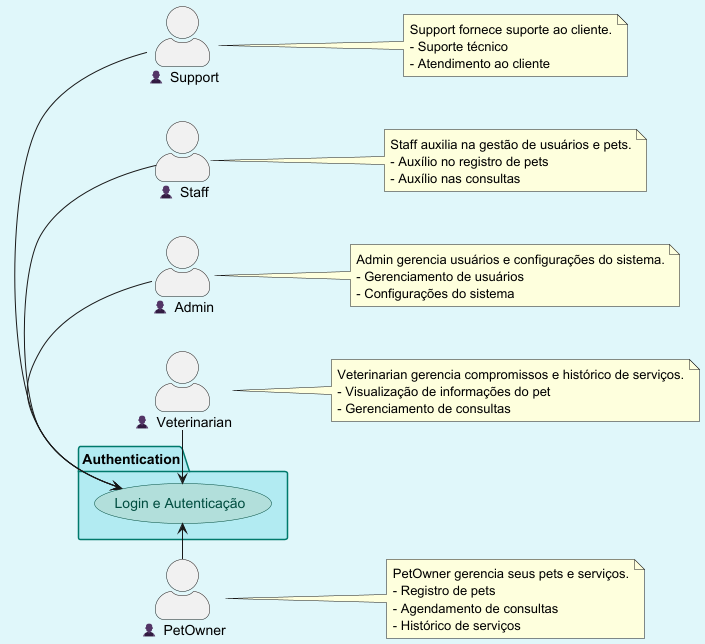 Support fornece suporte ao cliente.
- Suporte técnico
- Atendimento ao cliente
Support
Staff auxilia na gestão de usuários e pets.
- Auxílio no registro de pets
- Auxílio nas consultas
Staff
Admin gerencia usuários e configurações do sistema.
- Gerenciamento de usuários
- Configurações do sistema
Admin
Veterinarian gerencia compromissos e histórico de serviços.
- Visualização de informações do pet
- Gerenciamento de consultas
Veterinarian
Authentication
Login e Autenticação
PetOwner gerencia seus pets e serviços.
- Registro de pets
- Agendamento de consultas
- Histórico de serviços
PetOwner